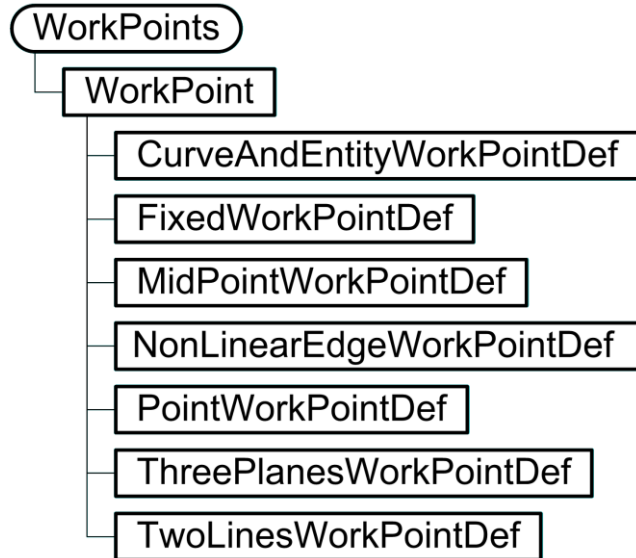 WorkPoints
WorkPoint
CurveAndEntityWorkPointDef
FixedWorkPointDef
MidPointWorkPointDef
NonLinearEdgeWorkPointDef
PointWorkPointDef
ThreePlanesWorkPointDef
TwoLinesWorkPointDef